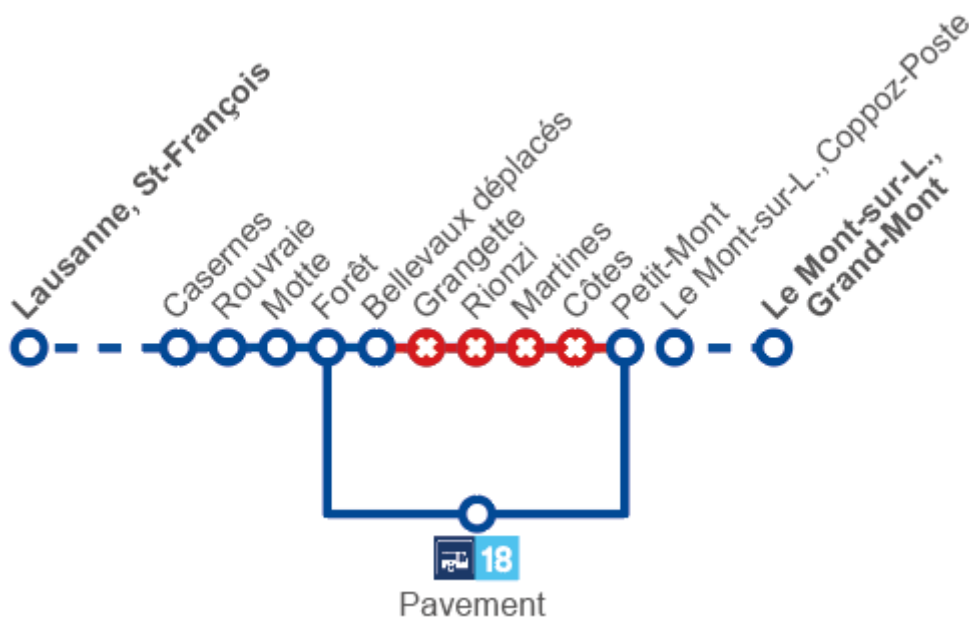 Lausanne, St-François
Casernes
Rouvraie
Motte
Forêt
Bellevaux déplacés
Grangette
Rionzi
Martines
Côtes
Petit-Mont
Le Mont-sur-L.,Coppoz-Poste
Le Mont-sur-L.,
Grand-Mont
18
Pavement